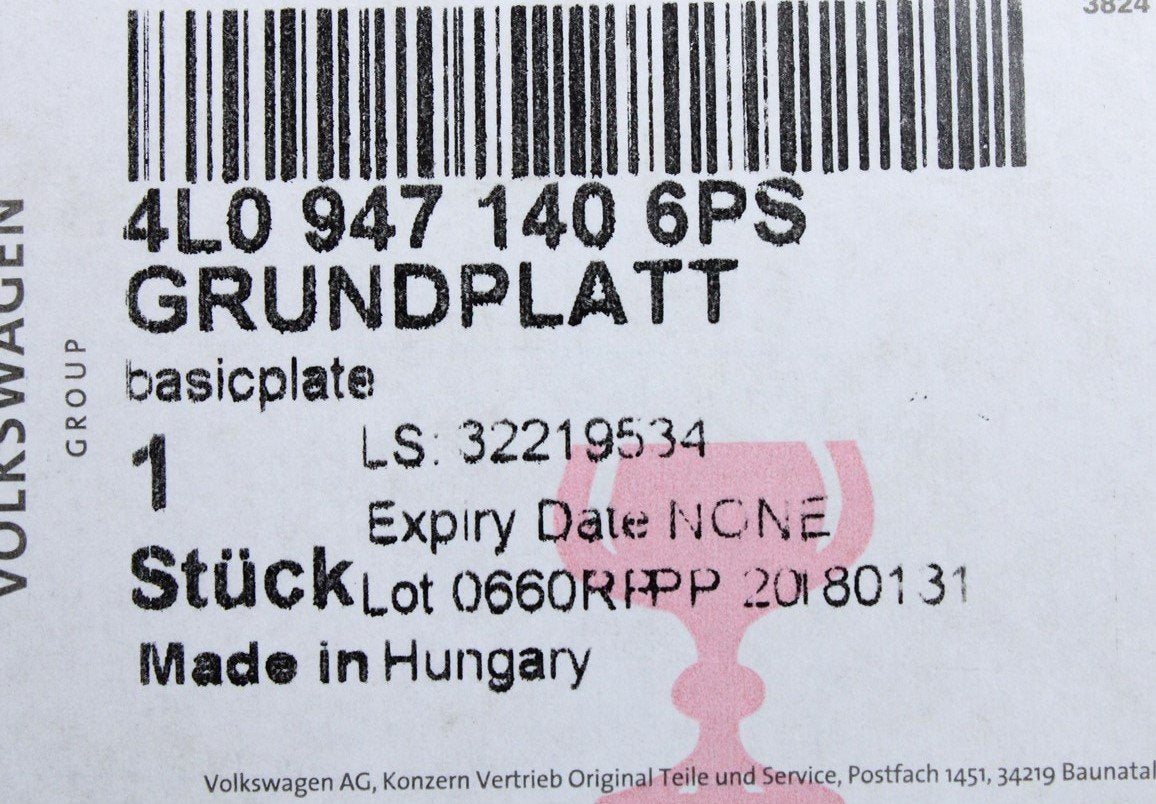 3824
4L0 947 140 6PS
GRUNDPLATT
basicplate
1
LS: 32219534
Expiry Date NONE
Stück
Lot 0660RPPP 20180131
Made in Hungary
VOLKSWAGEN
GROUP
Volkswagen AG, Konzern Vertrieb Original Teile und Service, Postfach 1451, 34219 Baunatal